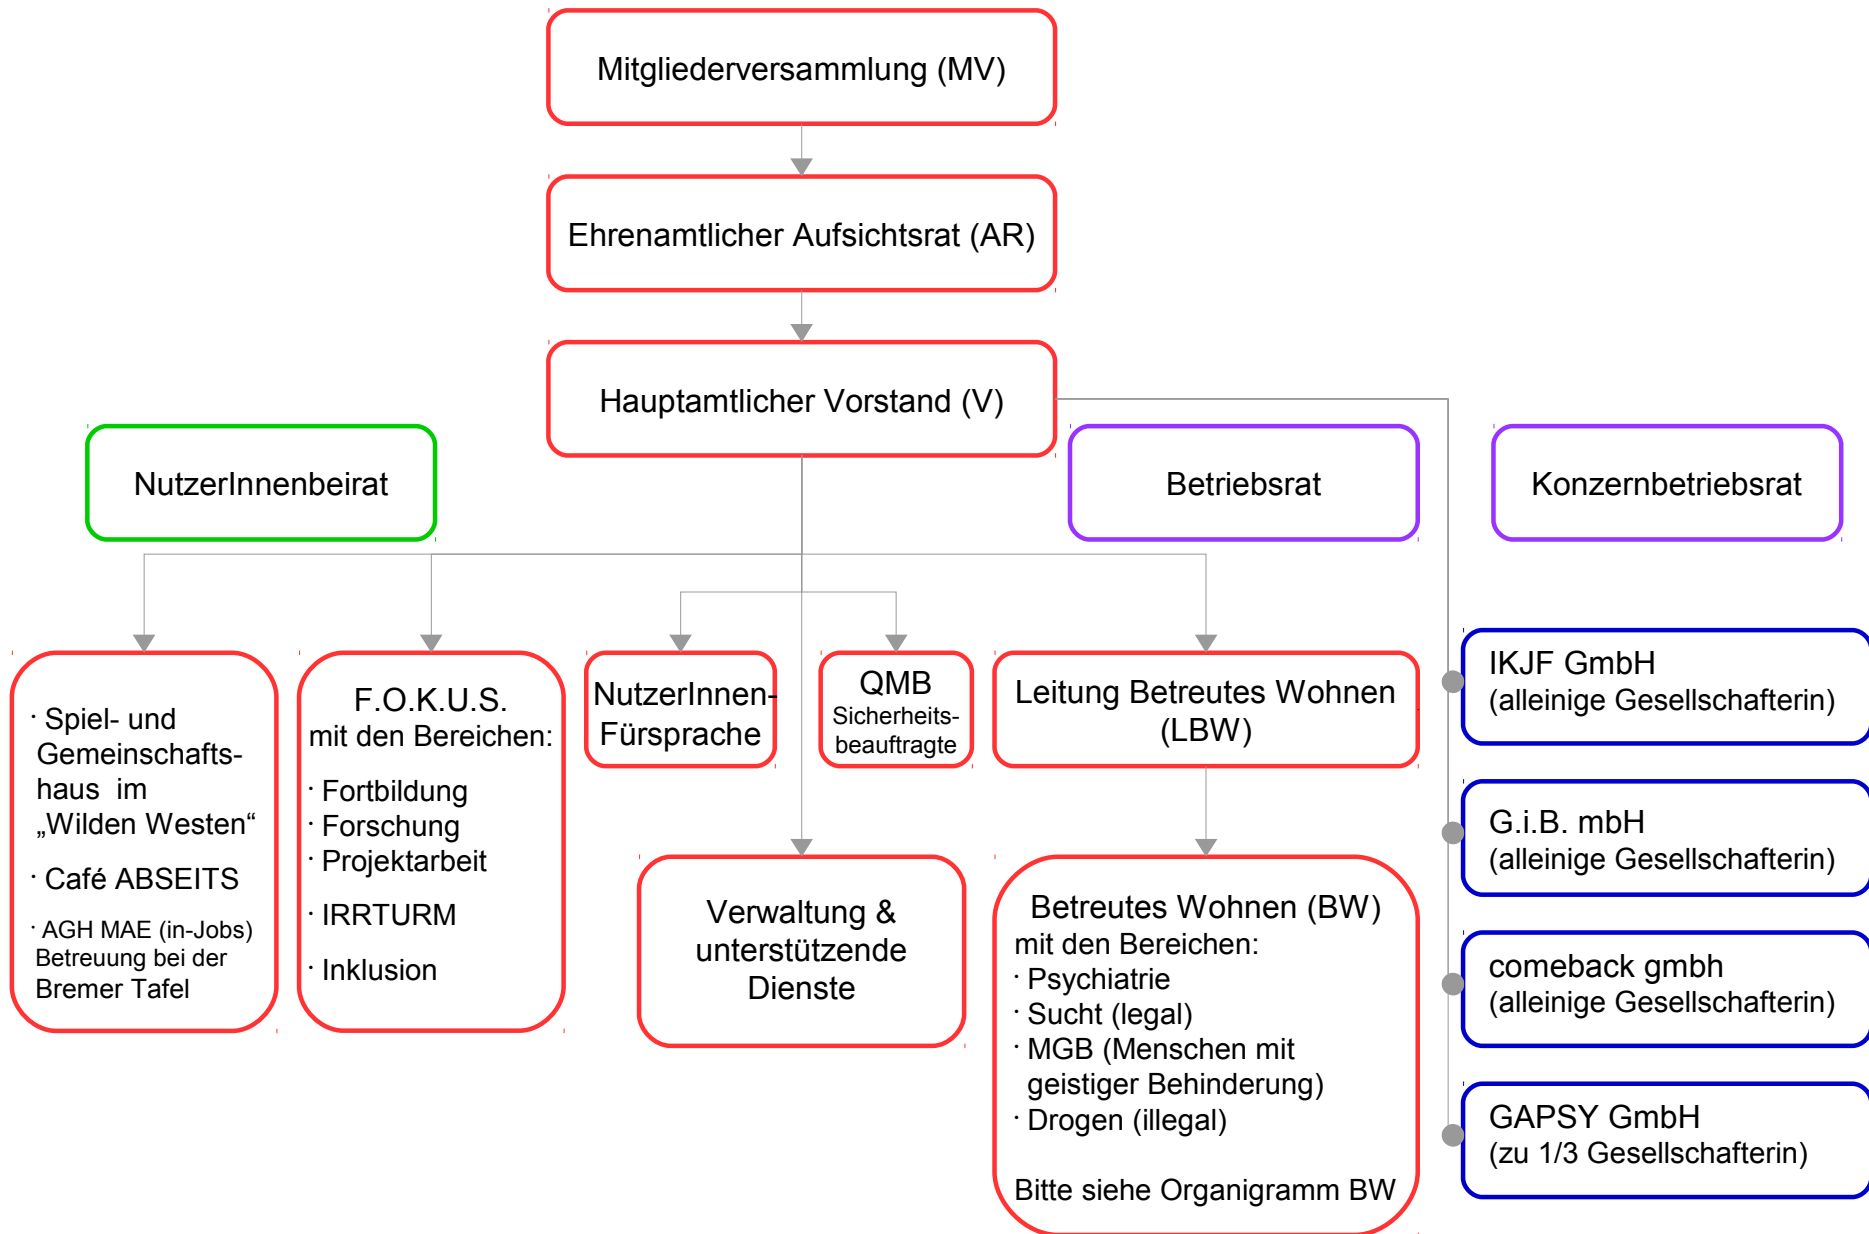 Mitgliederversammlung (MV)
Ehrenamtlicher Aufsichtsrat (AR)
Hauptamtlicher Vorstand (V)
NutzerInnenbeirat
Betriebsrat
Konzernbetriebsrat
· Spiel- und
Gemeinschafts-
haus im
„Wilden Westen“
· Café ABSEITS
· AGH MAE (in-Jobs)
Betreuung bei der
Bremer Tafel
F.O.K.U.S.
mit den Bereichen:
· Fortbildung
· Forschung
· Projektarbeit
· IRRTURM
· Inklusion
NutzerInnen-
Fürsprache
QMB
Sicherheits-
beauftragte
Leitung Betreutes Wohnen
(LBW)
Verwaltung &
unterstützende
Dienste
Betreutes Wohnen (BW)
mit den Bereichen:
· Psychiatrie
· Sucht (legal)
· MGB (Menschen mit
geistiger Behinderung)
· Drogen (illegal)
Bitte siehe Organigramm BW
IKJF GmbH
(alleinige Gesellschafterin)
G.i.B. mbH
(alleinige Gesellschafterin)
comeback gmbh
(alleinige Gesellschafterin)
GAPSY GmbH
(zu 1/3 Gesellschafterin)